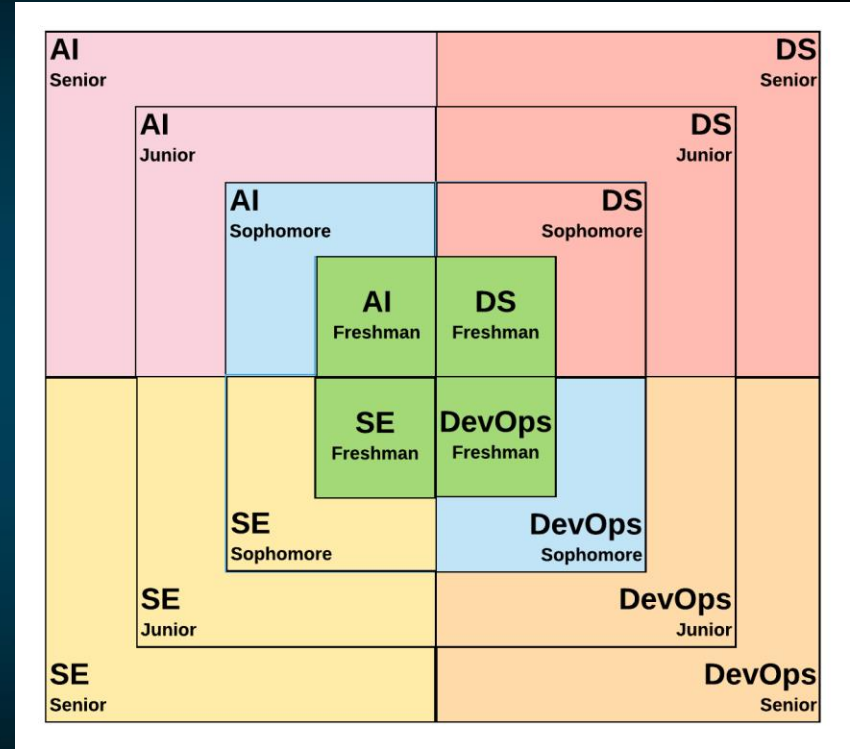 AI
Senior
DS
Senior
AI
Junior
DS
Junior
AI
Sophomore
DS
Sophomore
AI
Freshman
DS
Freshman
SE
Freshman
DevOps
Freshman
SE
Sophomore
DevOps
Sophomore
SE
Junior
DevOps
Junior
SE
Senior
DevOps
Senior